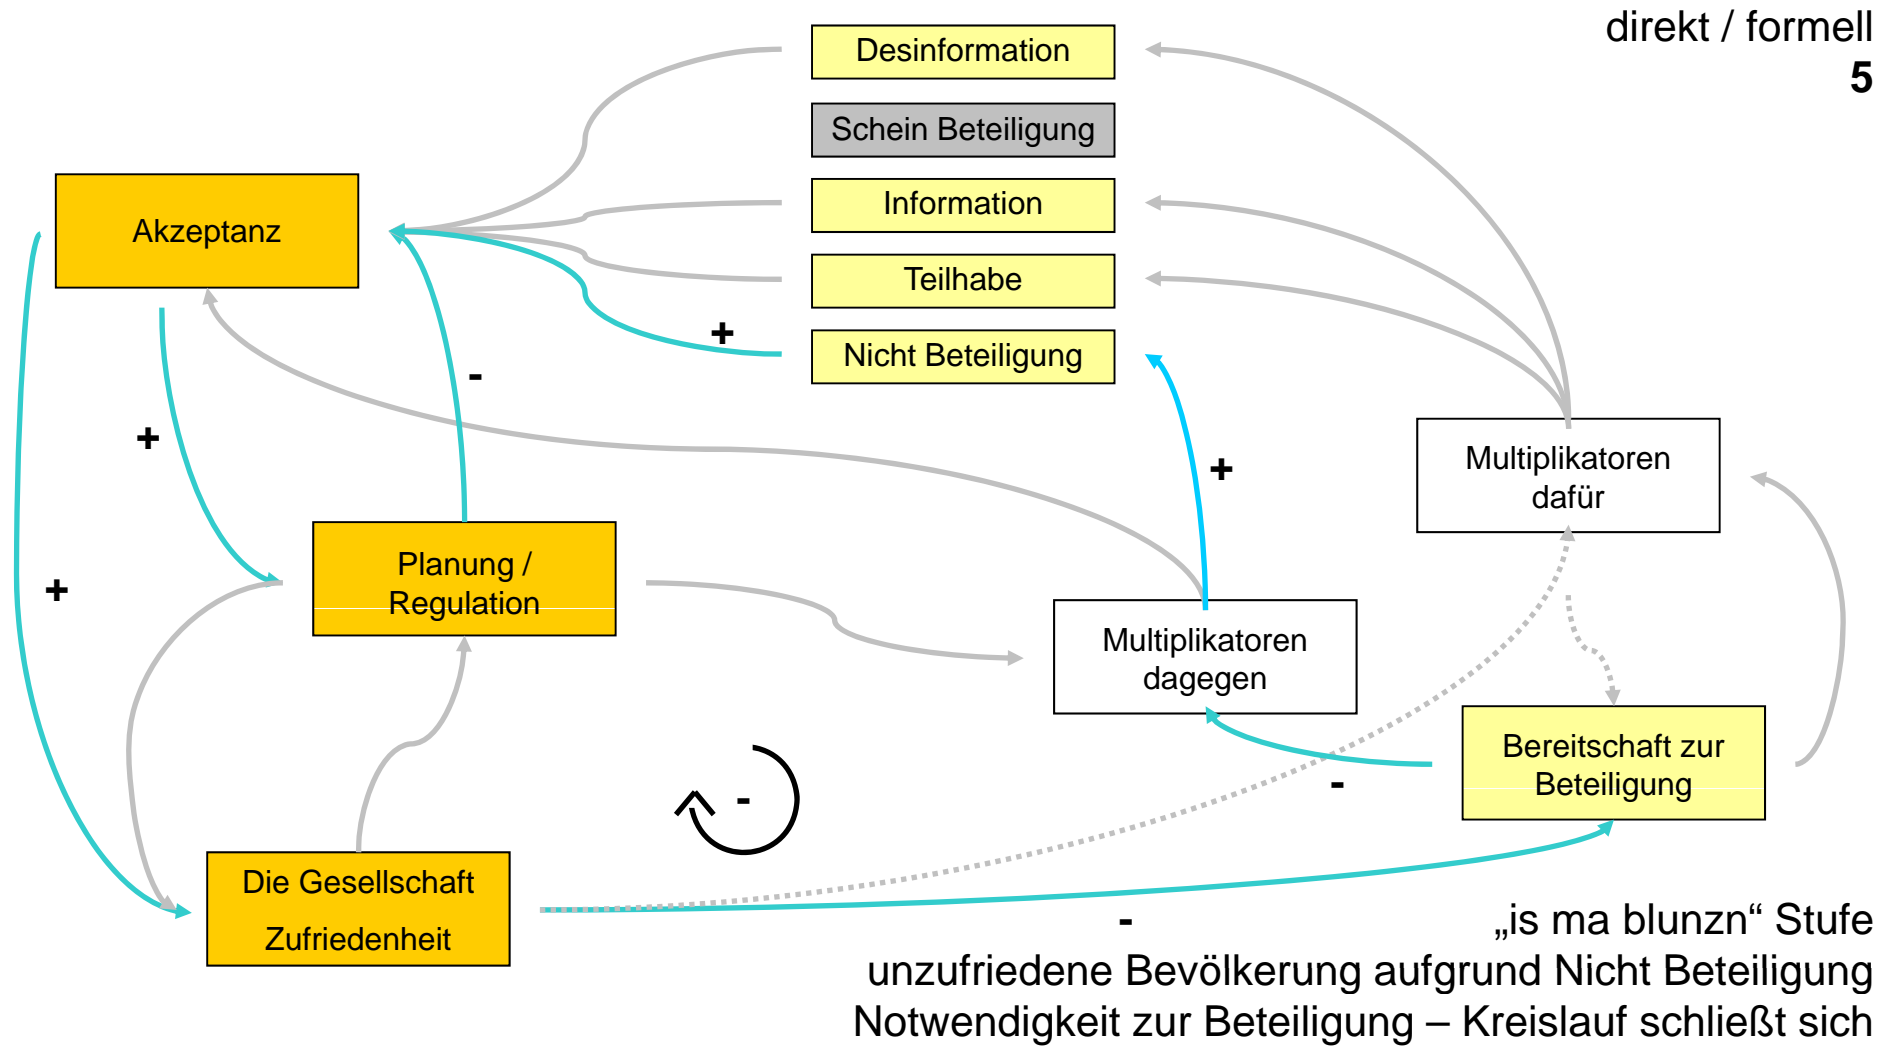 direkt / formell
5
Desinformation
Schein Beteiligung
Akzeptanz
Information
Teilhabe
Nicht Beteiligung
+
-
+
+
Multiplikatoren
dafür
Planung /
Regulation
+
Multiplikatoren
dagegen
Bereitschaft zur
Beteiligung
-
-
Die Gesellschaft
Zufriedenheit
-
„is ma blunzn“ Stufe
unzufriedene Bevölkerung aufgrund Nicht Beteiligung
Notwendigkeit zur Beteiligung – Kreislauf schließt sich